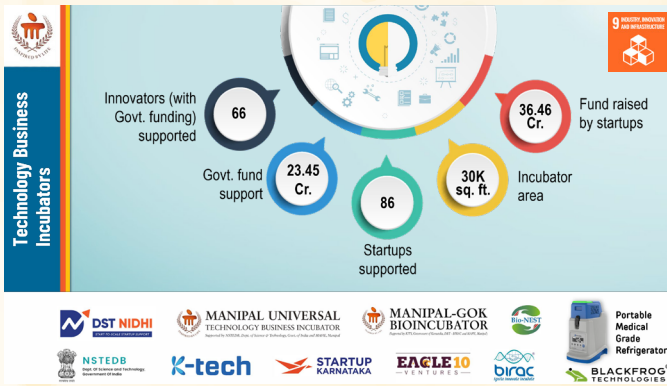 INSPIRED BY LIFE
Technology Business
Incubators
9 INDUSTRY, INNOVATION
AND INFRASTRUCTURE
Innovators (with
Govt. funding)
supported
66
Govt. fund
support
23.45
Cr.
86
Startups
supported
30K
sq. ft.
Incubator
area
36.46
Cr.
Fund raised
by startups
DST NIDHI
MANIPAL UNIVERSAL
TECHNOLOGY BUSINESS INCUBATOR
MANIPAL-GOK
BIOINCUBATOR
Bio-NEST
Portable
Medical
Grade
Refrigerator
NSTEDB
Dept. Of Science and Technology,
Government Of India
K-tech
STARTUP
KARNATAKA
EAGLE10
VENTURES
birac
BLACKFROG
TECHNOLOGIES